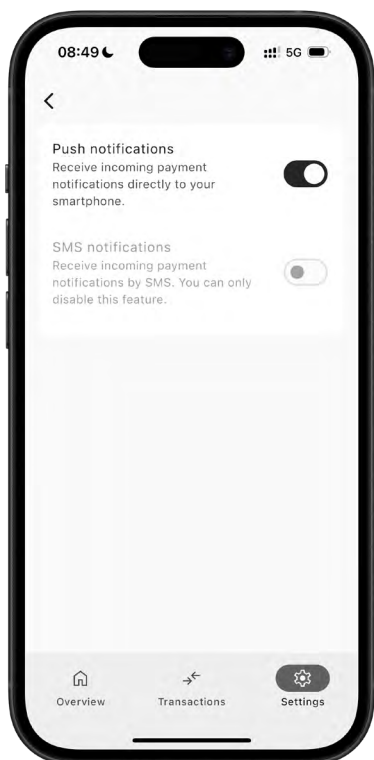 08:49 5G
Push notifications
Receive incoming payment
notifications directly to your
smartphone.
SMS notifications
Receive incoming payment
notifications by SMS. You can only
disable this feature.
Overview Transactions Settings